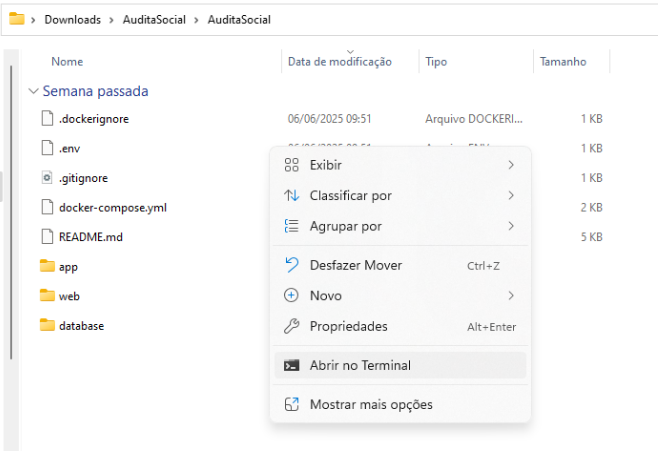 Downloads > AuditaSocial > AuditaSocial
Nome Data de modificação Tipo Tamanho
Semana passada
.dockerignore 06/06/2025 09:51 Arquivo DOCKERI... 1 KB
.env 1 KB
.gitignore 1 KB
docker-compose.yml 2 KB
README.md 5 KB
app
web
database
Exibir
Classificar por
Agrupar por
Desfazer Mover Ctrl+Z
Novo
Propriedades Alt+Enter
Abrir no Terminal
Mostrar mais opções